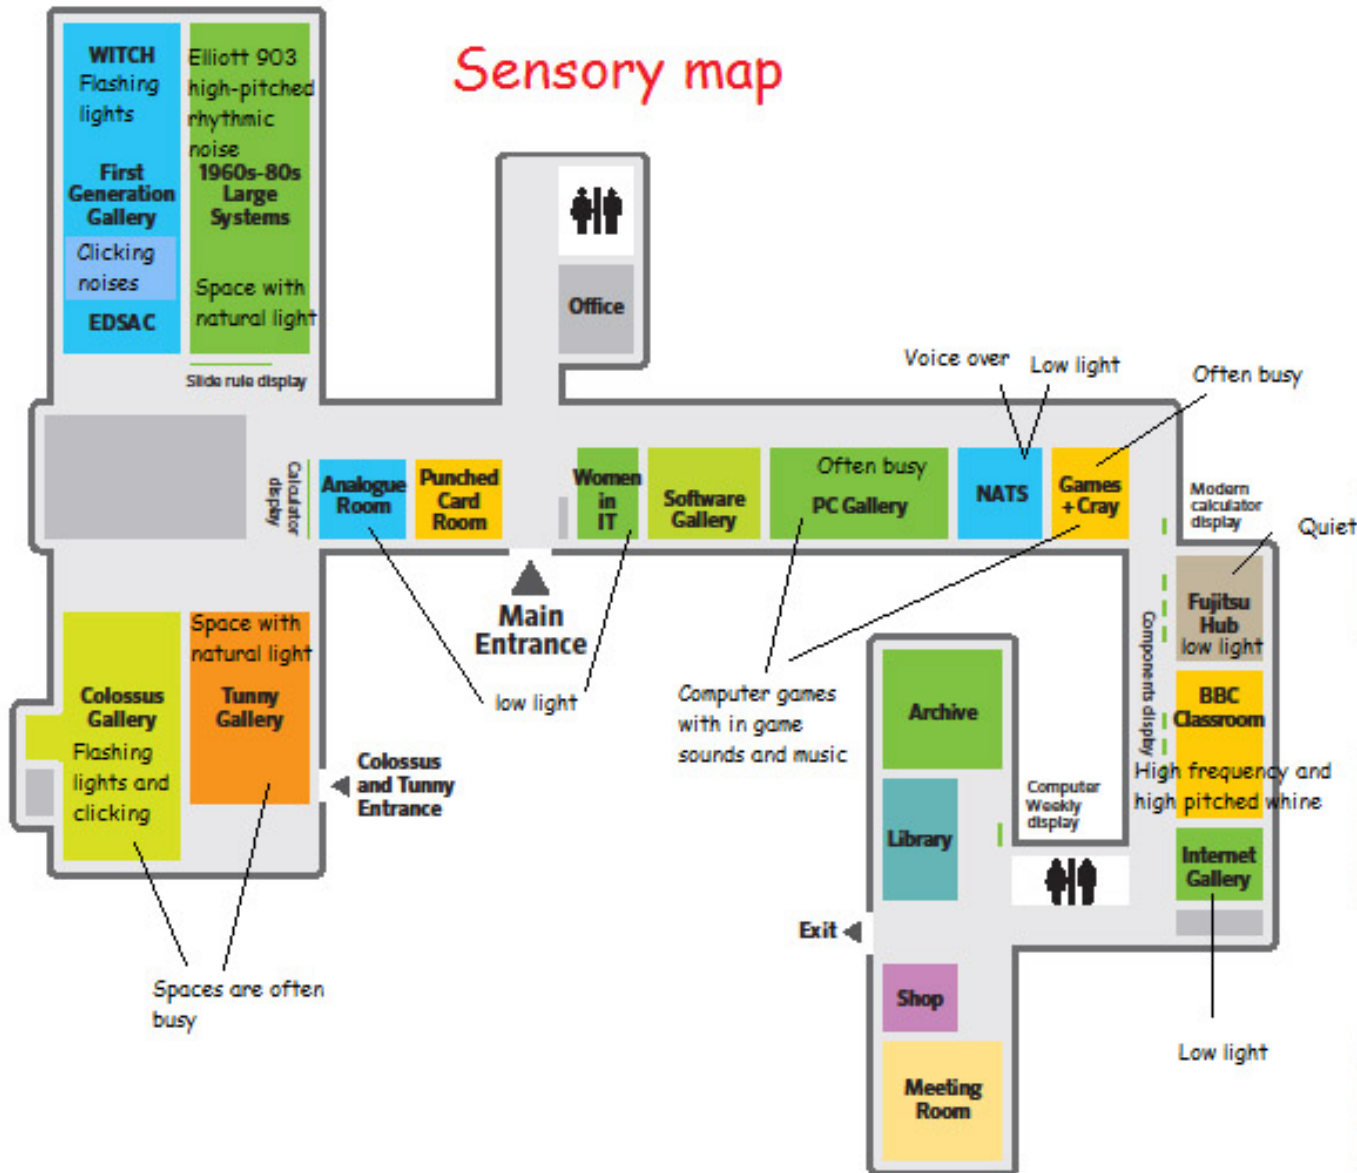 Sensory map
WITCH
Flashing
lights
First
Generation
Gallery
Clicking
noises
EDSAC
Elliott 903
high-pitched
rhythmic
noise
1960s-80s
Large
Systems
Space with
natural light
Slide rule display
Office
Voice over
Low light
Often busy
Calculator
display
Analogue
Room
Punched
Card
Room
Women
in
IT
Software
Gallery
Often busy
PC Gallery
NATS
Games
+ Cray
Modern
calculator
display
Quiet
Main
Entrance
low light
Computer games
with in game
sounds and music
Fujitsu
Hub
low light
Components display
BBC
Classroom
High frequency and
high pitched whine
Internet
Gallery
Low light
Space with
natural light
Tunny
Gallery
Colossus
Gallery
Flashing
lights and
clicking
Colossus
and Tunny
Entrance
Spaces are often
busy
Archive
Library
Computer
Weekly
display
Exit
Shop
Meeting
Room